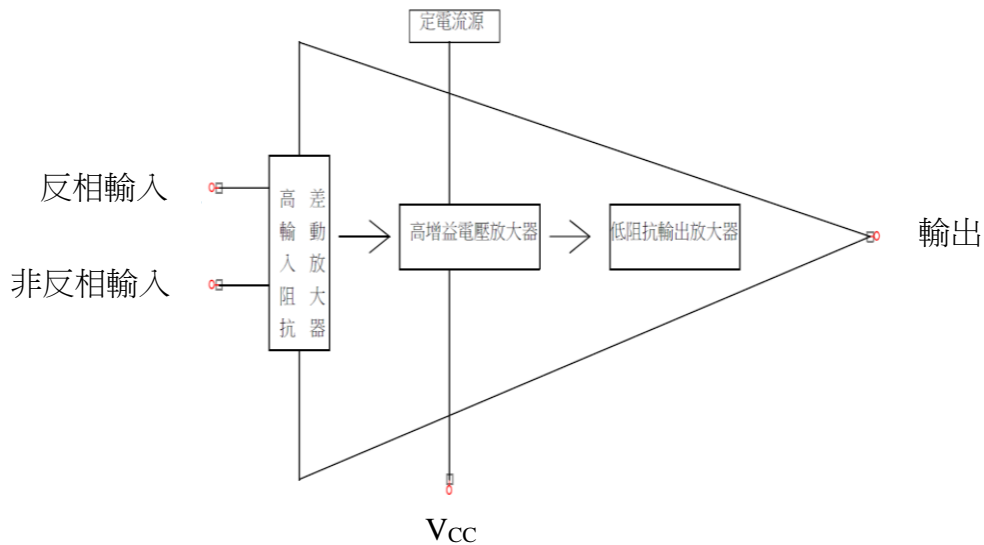 定電流源
反相輸入
非反相輸入
高輸入阻抗
差動放大器
高增益電壓放大器
低阻抗輸出放大器
輸出
VCC